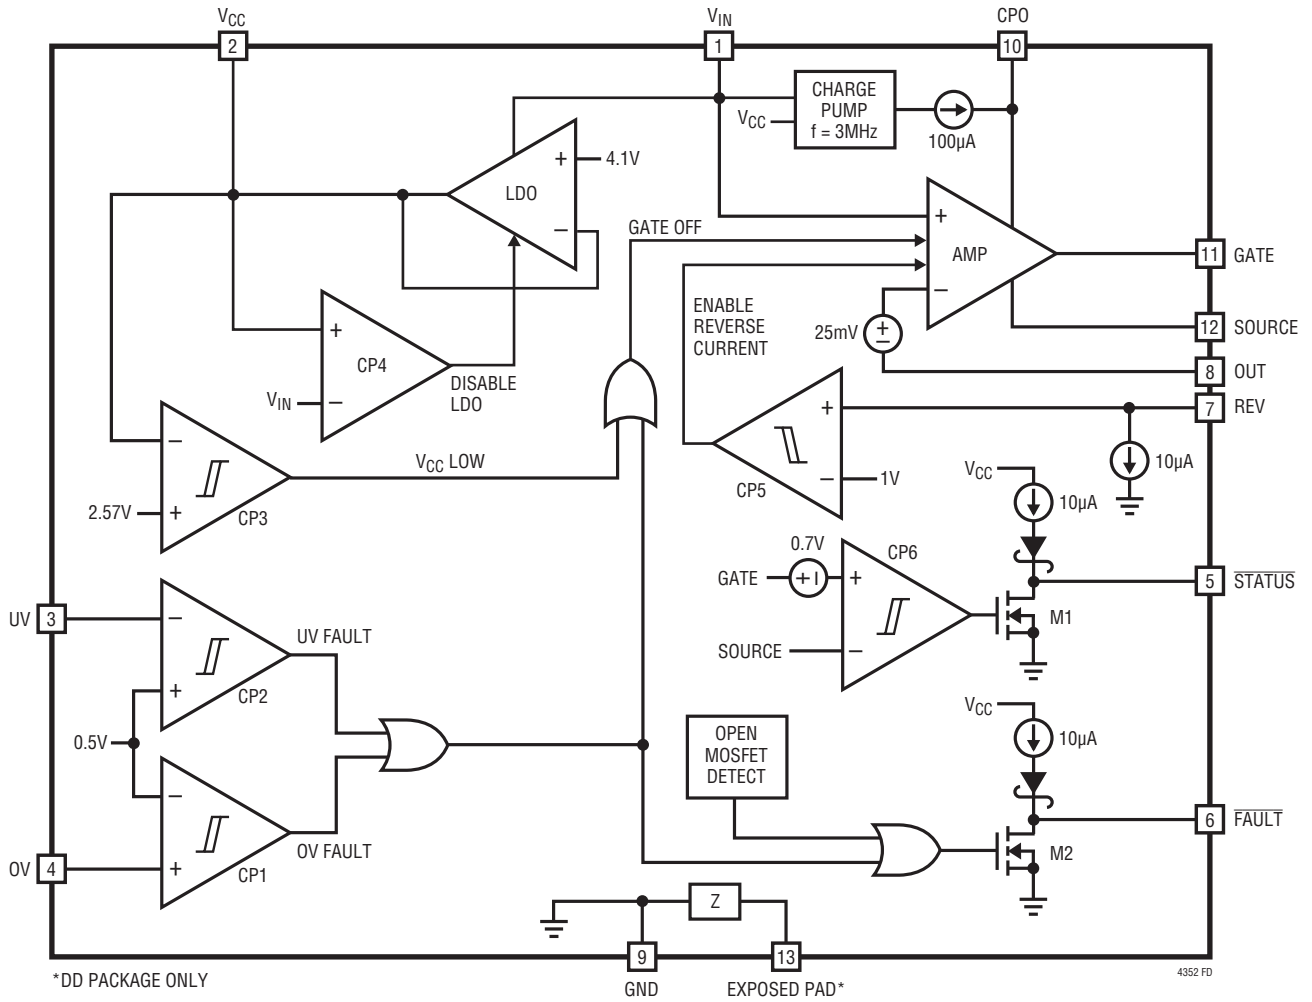 VCC
VIN
CPO
2
1
10
CHARGE
PUMP
f = 3MHz
VCC
100µA
+
4.1V
LDO
–
GATE OFF
+
AMP
–
11
GATE
12
SOURCE
25mV
+
–
8
OUT
7
REV
ENABLE
REVERSE
CURRENT
+
CP4
VIN
–
DISABLE
LDO
+
CP5
–
1V
10µA
–
VCC LOW
2.57V
+
CP3
VCC
10µA
0.7V
CP6
GATE
+ –
+
SOURCE
–
M1
5
STATUS
UV
3
–
UV FAULT
+
CP2
0.5V
–
OV FAULT
OV
4
+
CP1
OPEN
MOSFET
DETECT
VCC
10µA
6
FAULT
M2
Z
9
13
GND
EXPOSED PAD*
*DD PACKAGE ONLY
4352 FD